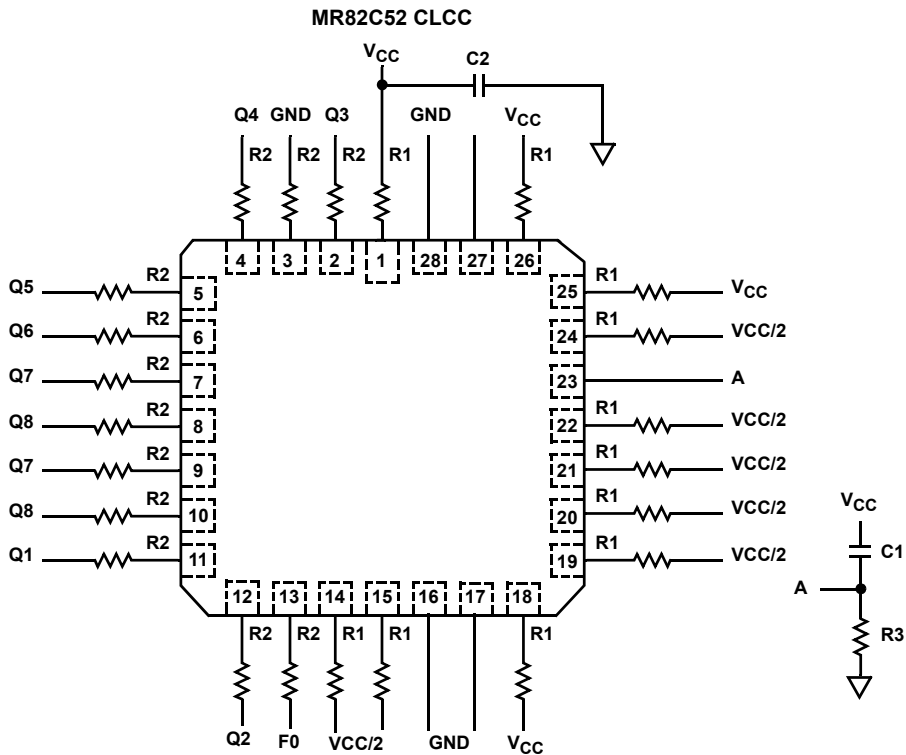 MR82C52 CLCC
VCC
C2
Q4 GND Q3 GND VCC
R2 R2 R2 R1 R1
4 3 2 1 28 27 26
Q5 R2 5 25 R1 VCC
Q6 R2 6 24 R1 VCC/2
Q7 R2 7 23 A
Q8 R2 8 22 R1 VCC/2
Q7 R2 9 21 R1 VCC/2
Q8 R2 10 20 R1 VCC/2
Q1 R2 11 19 R1 VCC/2
12 13 14 15 16 17 18
R2 R2 R1 R1 R1
Q2 F0 VCC/2 GND VCC
VCC
C1
A
R3